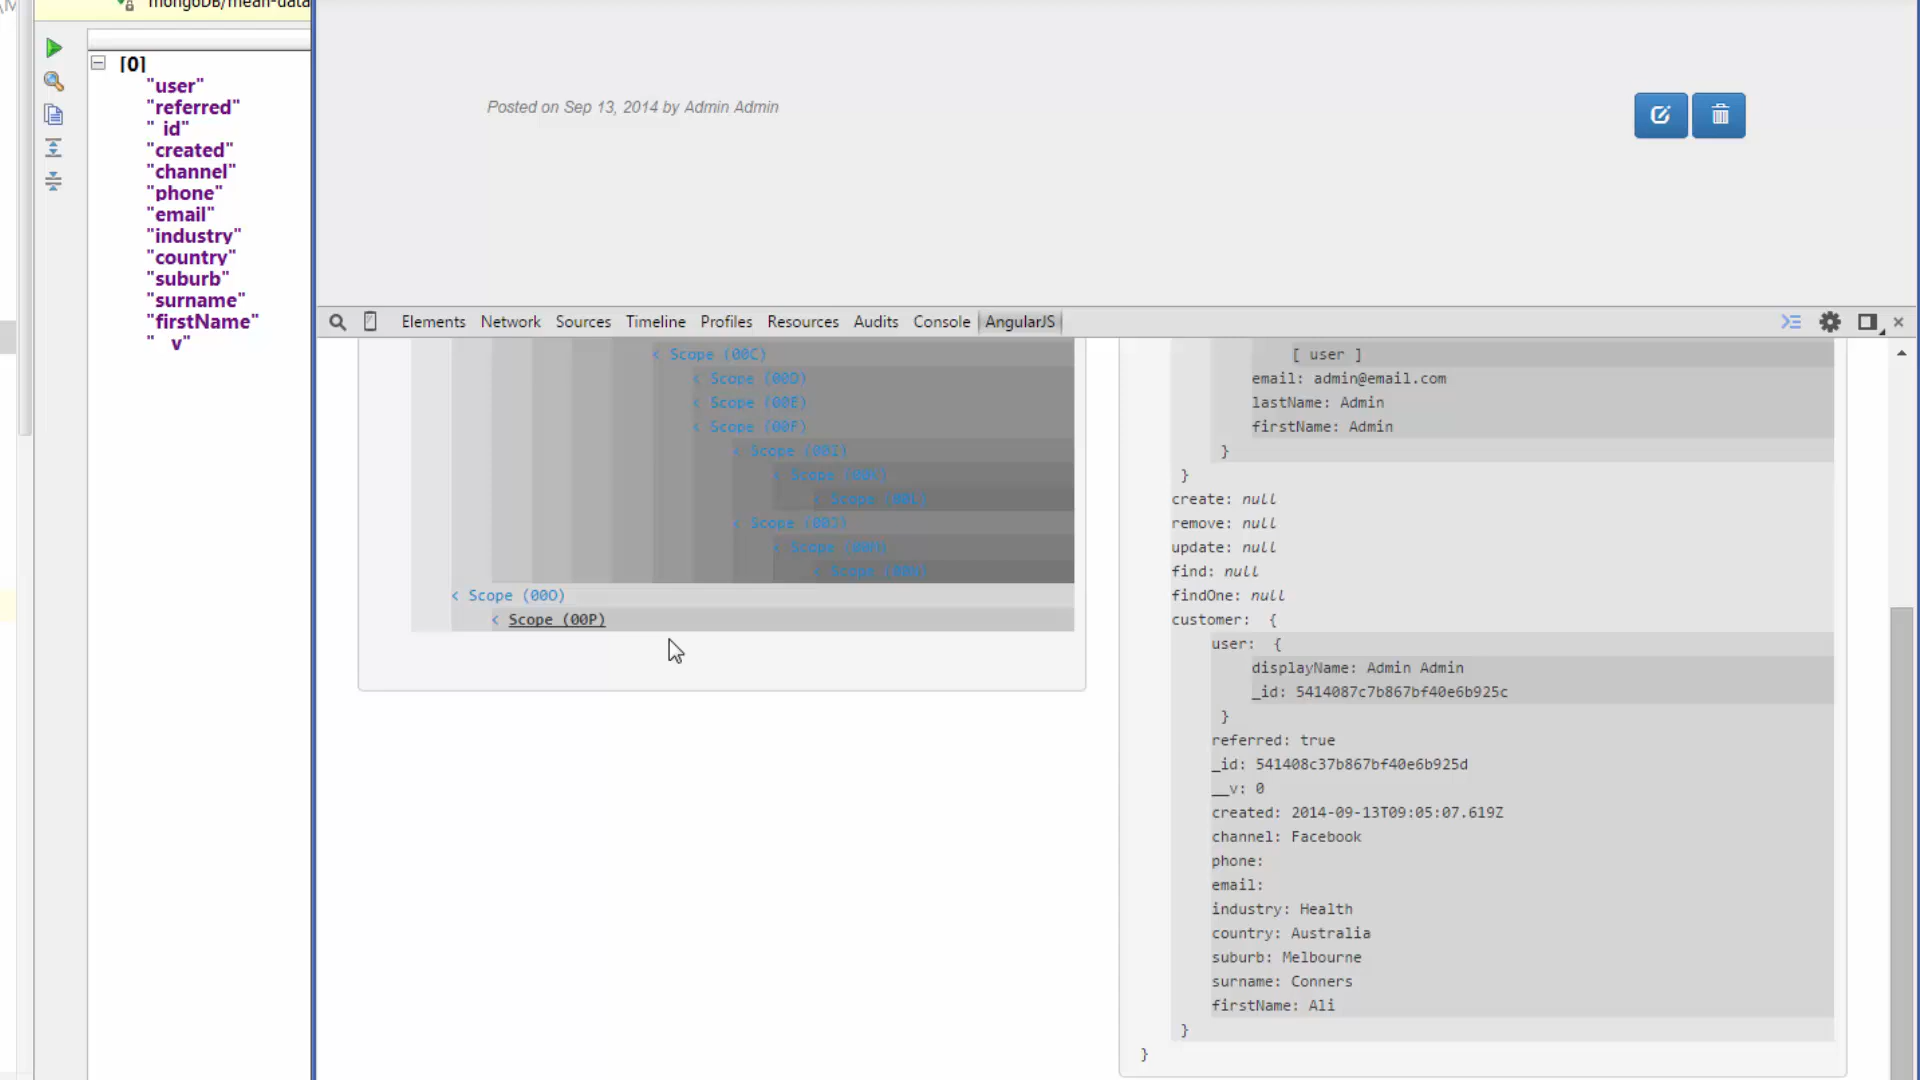 mongoDB/mean-data
[0]
"user"
"referred"
"_id"
"created"
"channel"
"phone"
"email"
"industry"
"country"
"suburb"
"surname"
"firstName"
"__v"
Posted on Sep 13, 2014 by Admin Admin
Elements Network Sources Timeline Profiles Resources Audits Console AngularJS
< Scope (00C)
< Scope (00D)
< Scope (00E)
< Scope (00F)
< Scope (00I)
< Scope (00K)
< Scope (00L)
< Scope (00J)
< Scope (00M)
< Scope (00N)
< Scope (00O)
< Scope (00P)
[ user ]
email: admin@email.com
lastName: Admin
firstName: Admin
}
}
create: null
remove: null
update: null
find: null
findOne: null
customer: {
user: {
displayName: Admin Admin
_id: 5414087c7b867bf40e6b925c
}
referred: true
_id: 541408c37b867bf40e6b925d
__v: 0
created: 2014-09-13T09:05:07.619Z
channel: Facebook
phone:
email:
industry: Health
country: Australia
suburb: Melbourne
surname: Conners
firstName: Ali
}
}